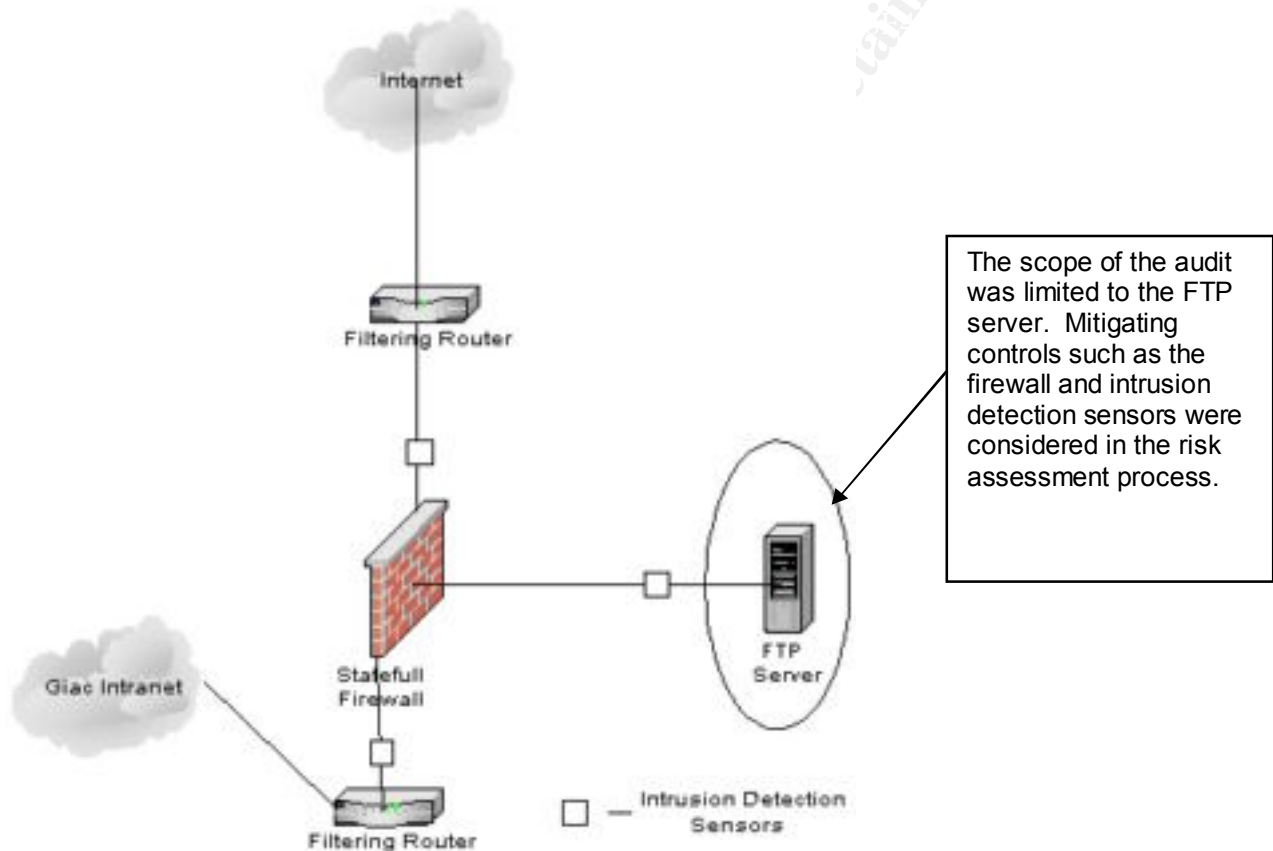 Internet
Filtering Router
The scope of the audit
was limited to the FTP
server.  Mitigating
controls such as the
firewall and intrusion
detection sensors were
considered in the risk
assessment process.
FTP
Server
Statefull
Firewall
Giac Intranet
Intrusion Detection
Sensors
Filtering Router